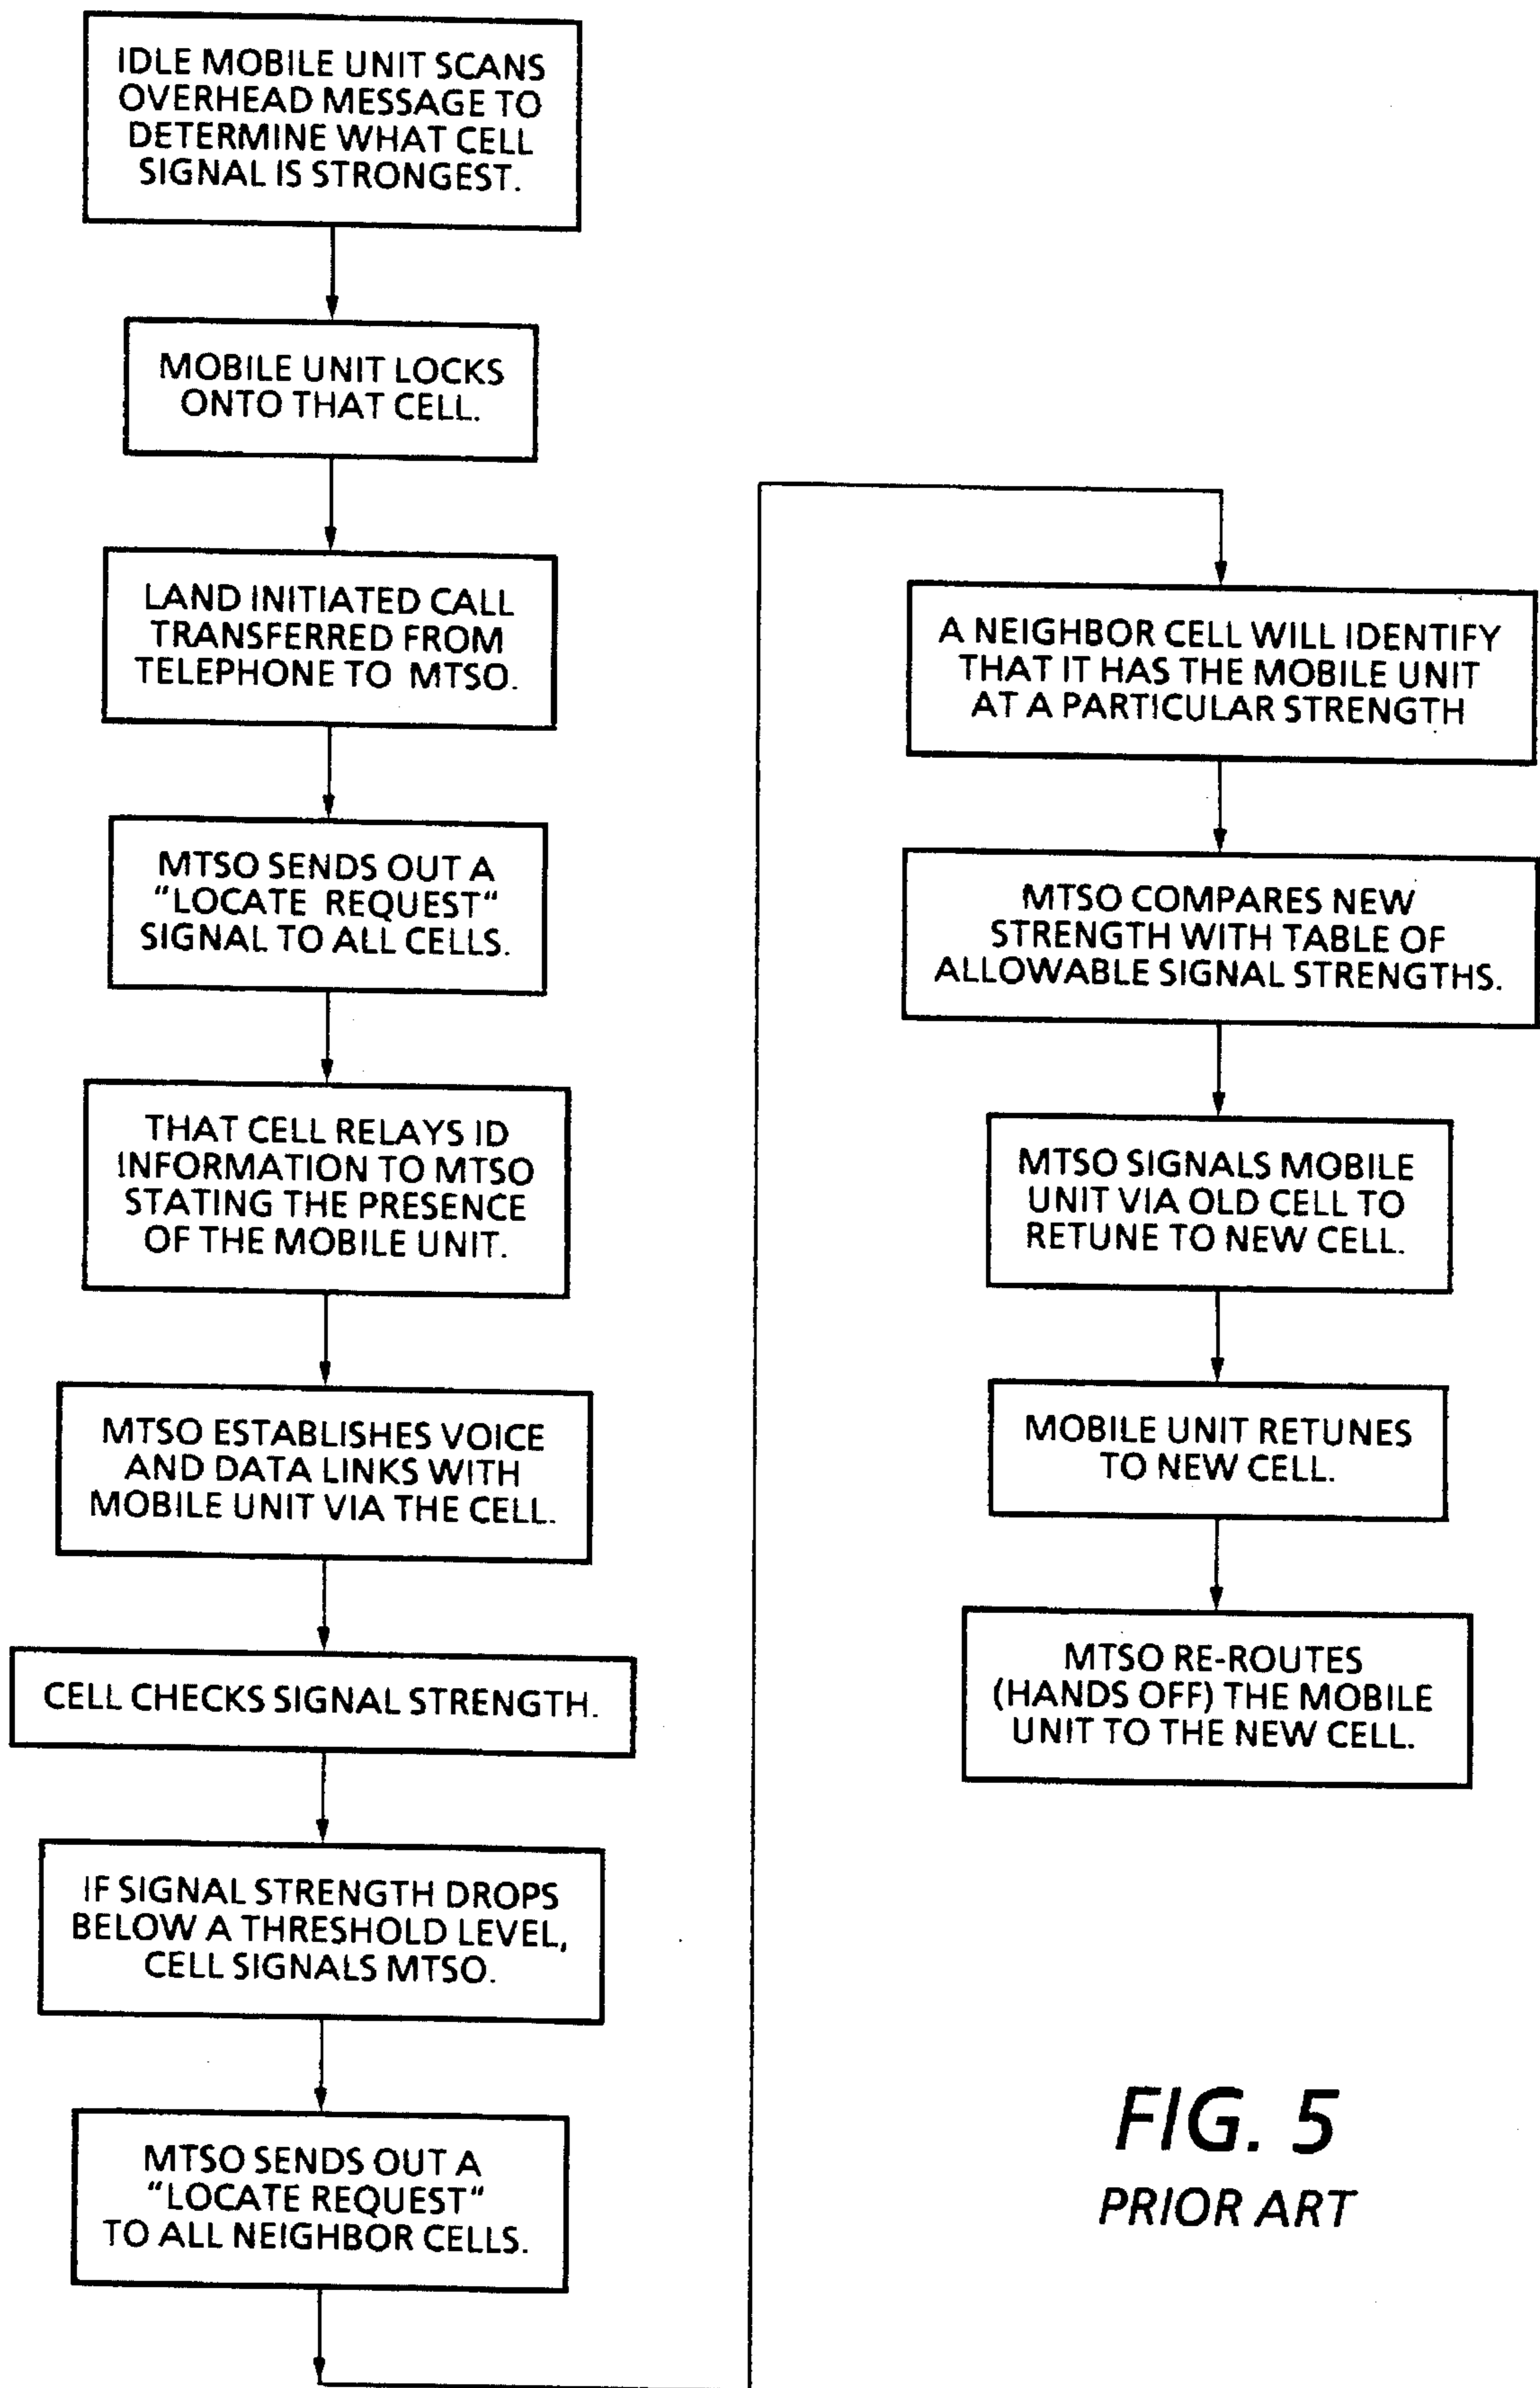 IDLE MOBILE UNIT SCANS
OVERHEAD MESSAGE TO
DETERMINE WHAT CELL
SIGNAL IS STRONGEST.
MOBILE UNIT LOCKS
ONTO THAT CELL.
LAND INITIATED CALL
TRANSFERRED FROM
TELEPHONE TO MTSO.
MTSO SENDS OUT A
"LOCATE REQUEST"
SIGNAL TO ALL CELLS.
THAT CELL RELAYS ID
INFORMATION TO MTSO
STATING THE PRESENCE
OF THE MOBILE UNIT.
MTSO ESTABLISHES VOICE
AND DATA LINKS WITH
MOBILE UNIT VIA THE CELL.
CELL CHECKS SIGNAL STRENGTH.
IF SIGNAL STRENGTH DROPS
BELOW A THRESHOLD LEVEL,
CELL SIGNALS MTSO.
MTSO SENDS OUT A
"LOCATE REQUEST"
TO ALL NEIGHBOR CELLS.
A NEIGHBOR CELL WILL IDENTIFY
THAT IT HAS THE MOBILE UNIT
AT A PARTICULAR STRENGTH
MTSO COMPARES NEW
STRENGTH WITH TABLE OF
ALLOWABLE SIGNAL STRENGTHS.
MTSO SIGNALS MOBILE
UNIT VIA OLD CELL TO
RETUNE TO NEW CELL.
MOBILE UNIT RETUNES
TO NEW CELL.
MTSO RE-ROUTES
(HANDS OFF) THE MOBILE
UNIT TO THE NEW CELL.
FIG. 5
PRIOR ART